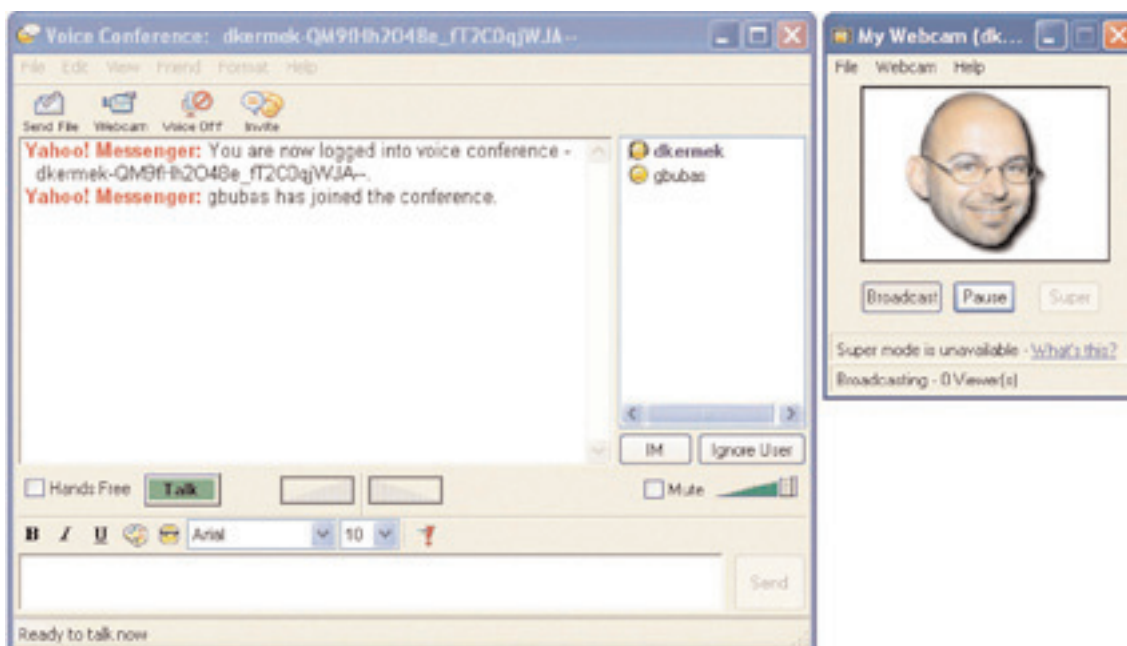 Voice Conference: dkermek-QM9fHh2O48e_fT2C0qjWJA--
File Edit View Friend Format Help
Send File Webcam Voice Off Invite
Yahoo! Messenger: You are now logged into voice conference -
dkermek-QM9fHh2O48e_fT2C0qjWJA--.
Yahoo! Messenger: gbubas has joined the conference.
dkermek
gbubas
IM Ignore User
Hands Free Talk
Mute
B I U Arial 10
Send
Ready to talk now
My Webcam (dk...
File Webcam Help
Broadcast Pause Super
Super mode is unavailable - What's this?
Broadcasting - 0 Viewer(s)